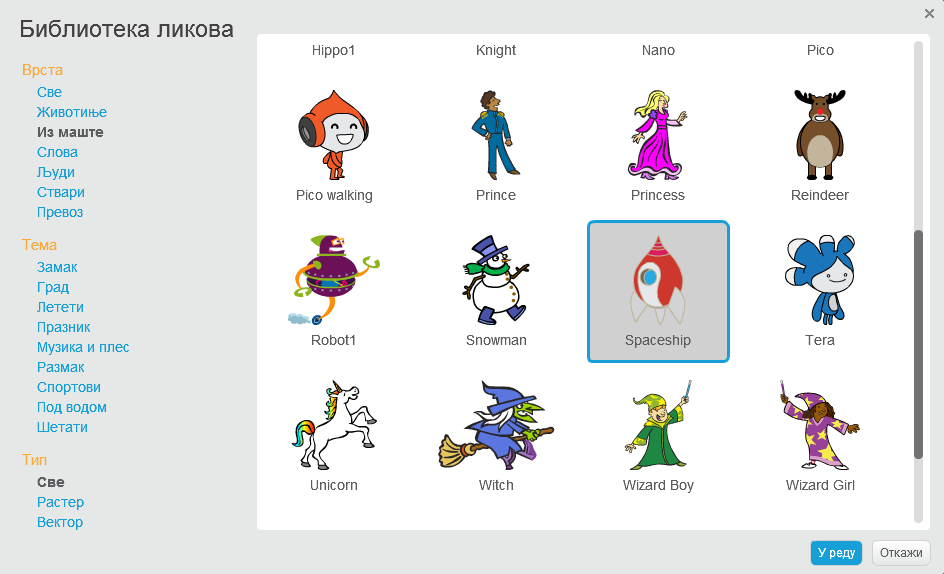 Библиотека ликова
Врста
Све
Животиње
Из маште
Слова
Људи
Ствари
Превоз
Тема
Замак
Град
Летети
Празник
Музика и плес
Размак
Спортови
Под водом
Шетати
Тип
Све
Растер
Вектор
Hippo1 Knight Nano Pico
Pico walking Prince Princess Reindeer
Robot1 Snowman Spaceship Tera
Unicorn Witch Wizard Boy Wizard Girl
У реду Откажи